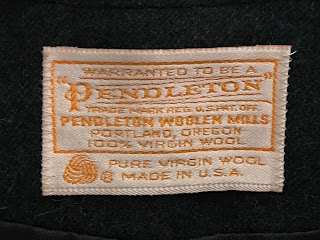 WARRANTED TO BE A
"PENDLETON"
TRADE MARK REG. U.S. PAT. OFF.
PENDLETON WOOLEN MILLS
PORTLAND, OREGON
100% VIRGIN WOOL
PURE VIRGIN WOOL
® MADE IN U.S.A.